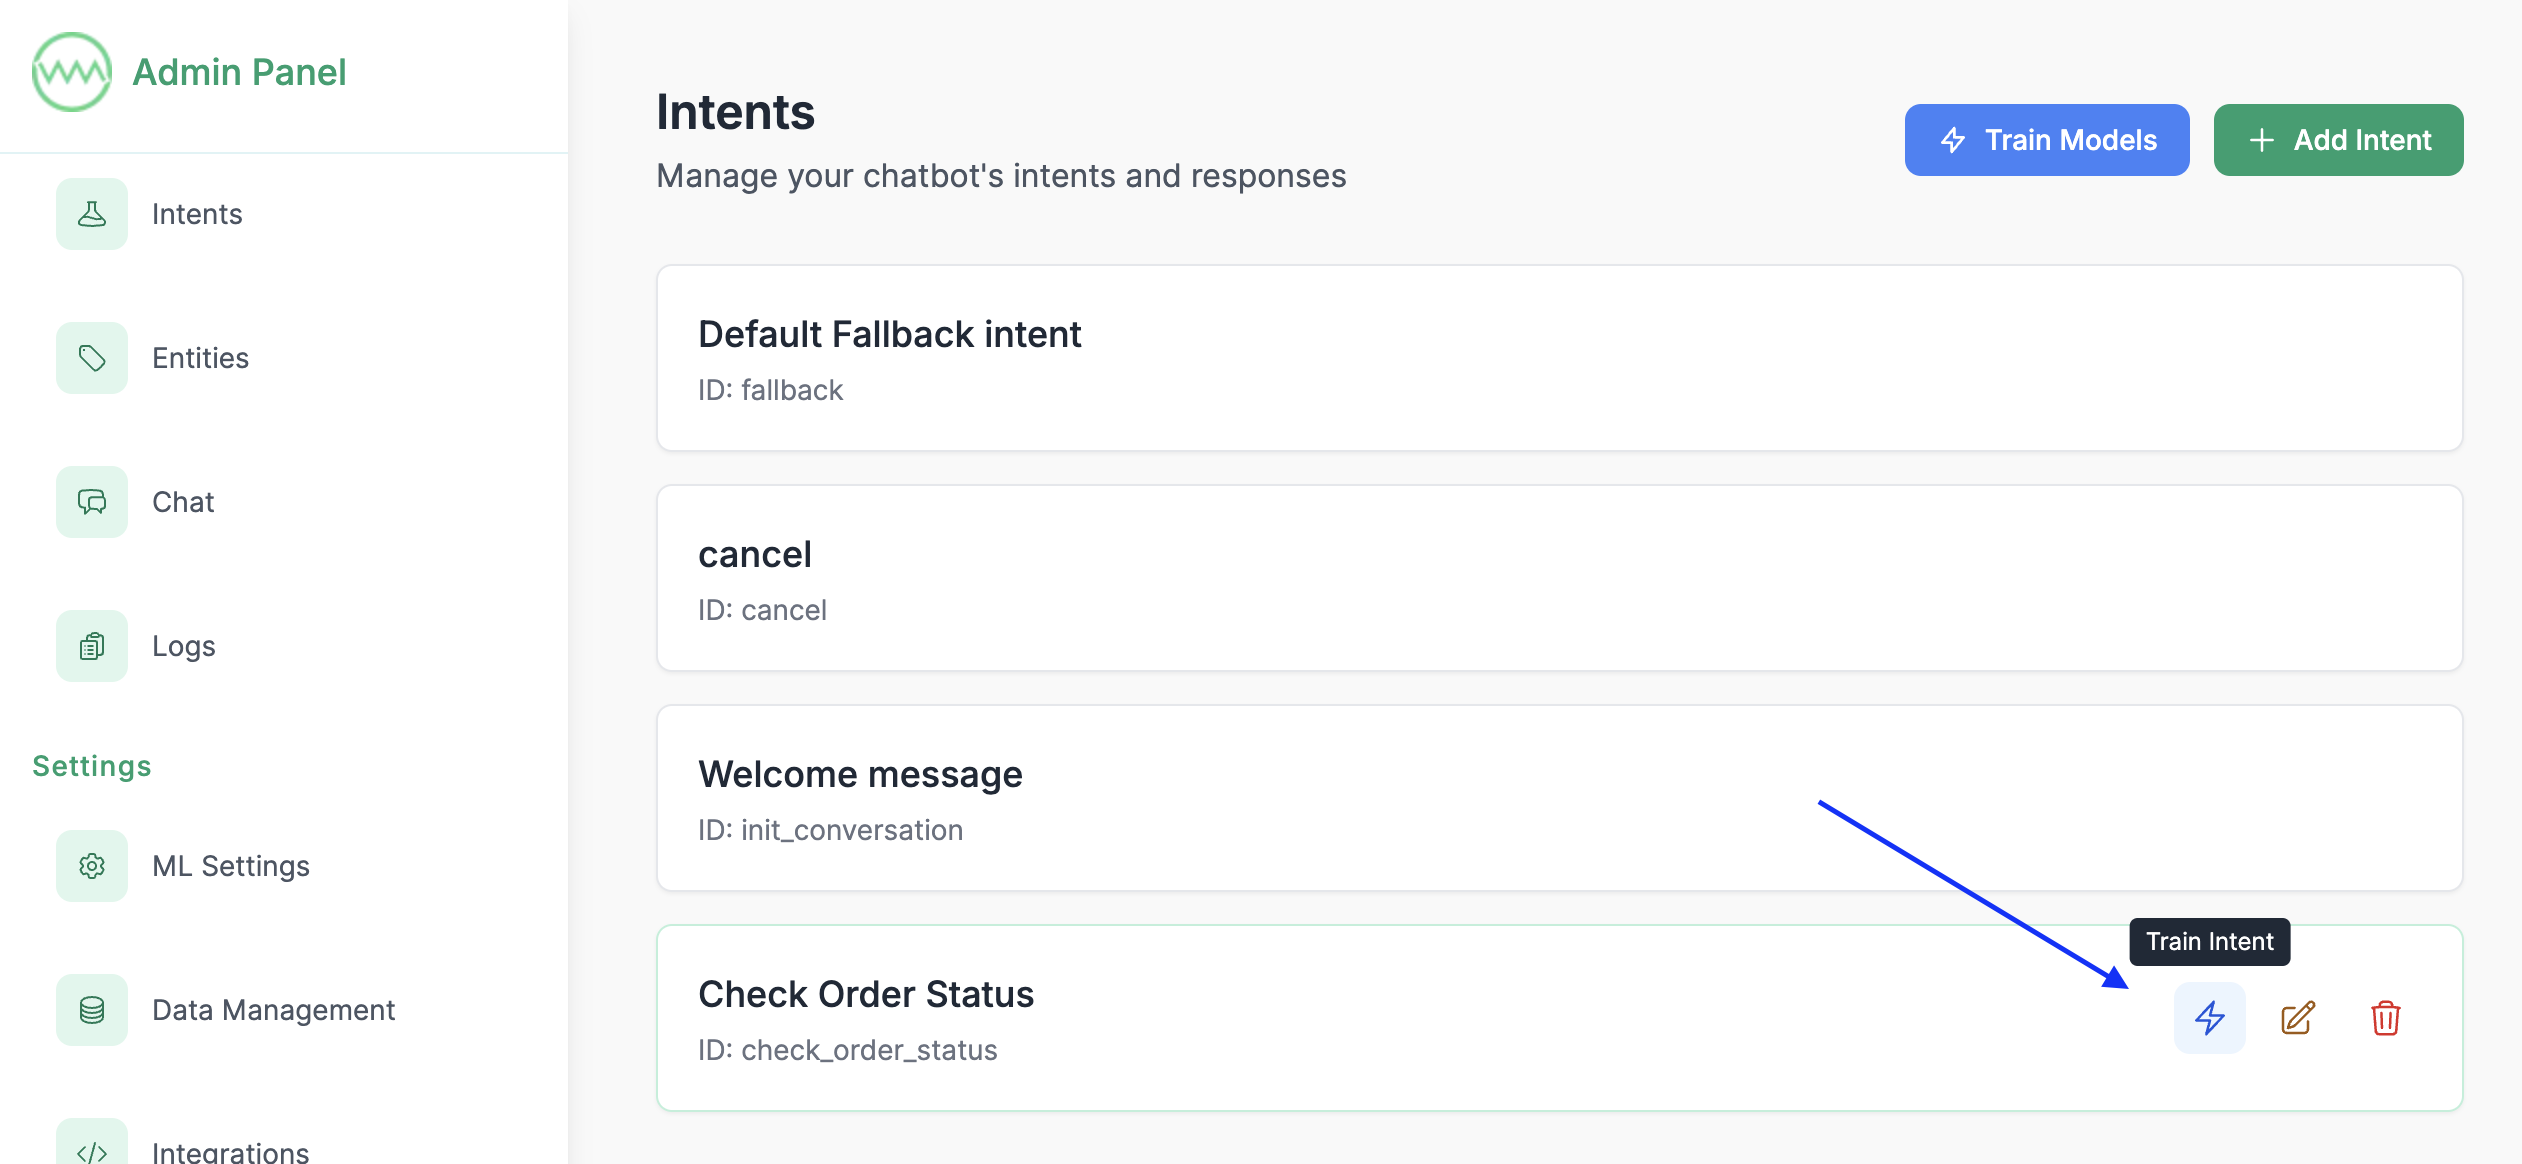 Admin Panel
Intents
Entities
Chat
Logs
Settings
ML Settings
Data Management
Integrations
Intents
Manage your chatbot's intents and responses
Train Models
Add Intent
Default Fallback intent
ID: fallback
cancel
ID: cancel
Welcome message
ID: init_conversation
Train Intent
Check Order Status
ID: check_order_status